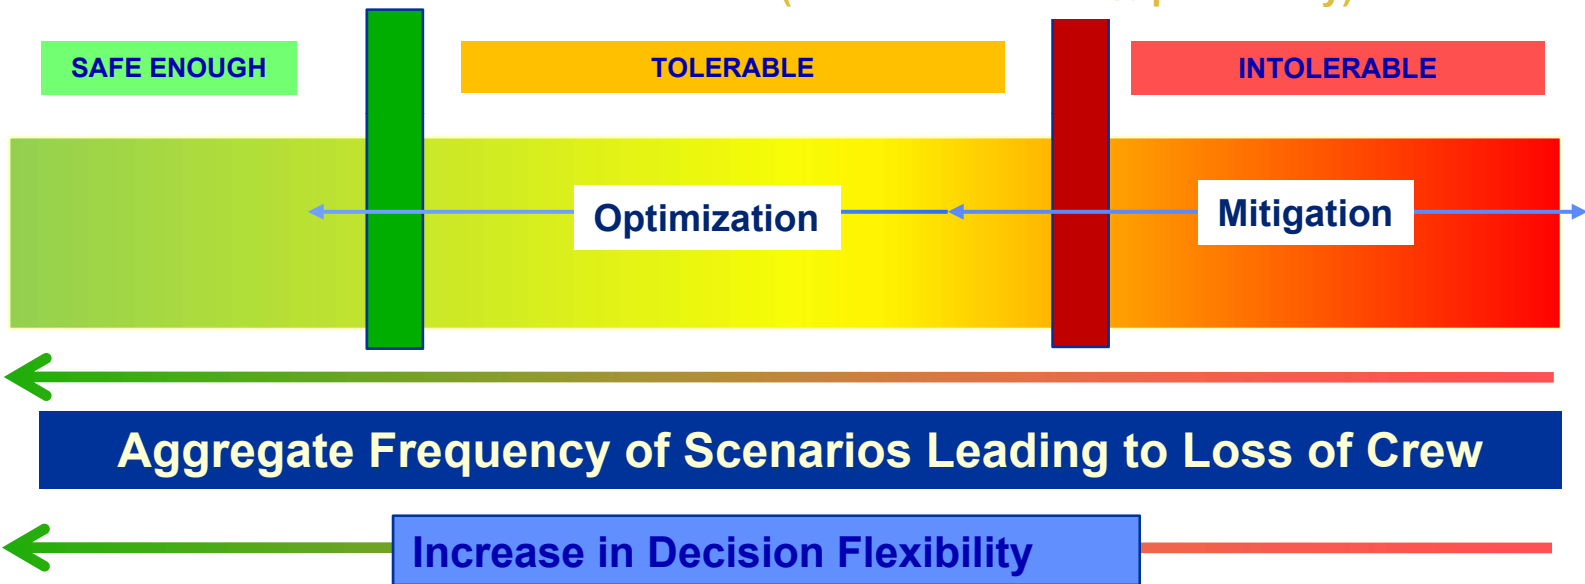 SAFE ENOUGH
TOLERABLE
INTOLERABLE
Optimization
Mitigation
Aggregate Frequency of Scenarios Leading to Loss of Crew
Increase in Decision Flexibility